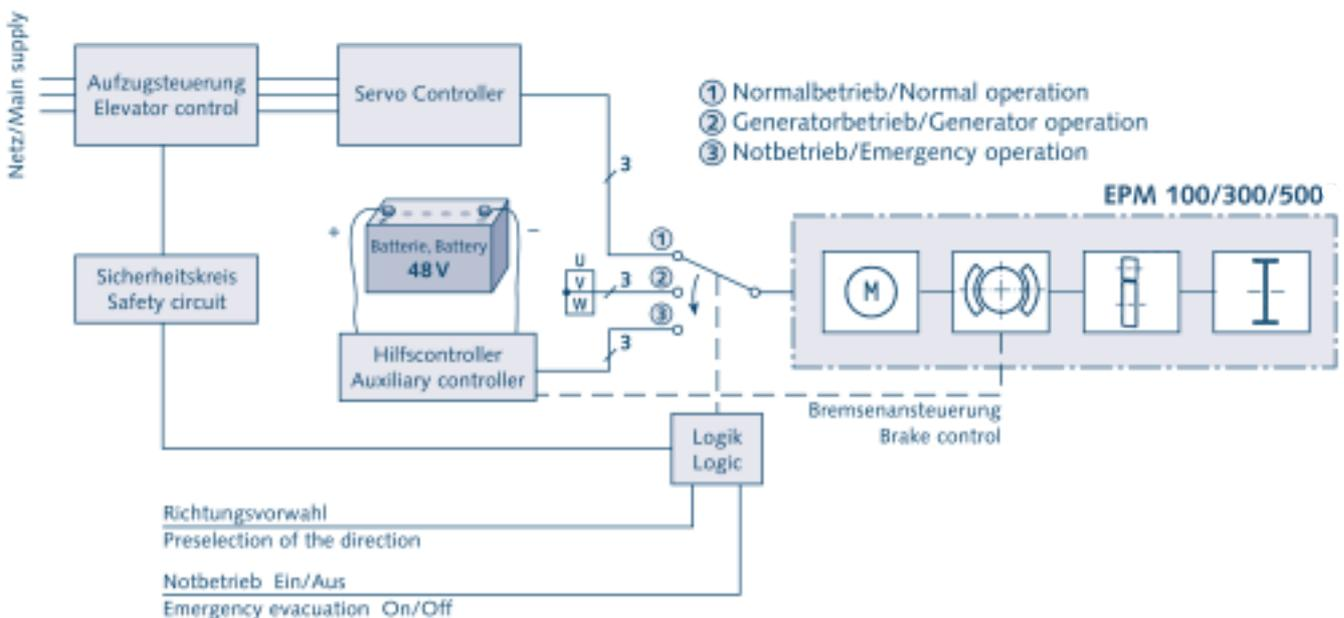 Netz/Main supply
Aufzugsteuerung
Elevator control
Servo Controller
① Normalbetrieb/Normal operation
② Generatorbetrieb/Generator operation
③ Notbetrieb/Emergency operation
3
EPM 100/300/500
+
−
Batterie, Battery
48 V
①
U
V
W
3
②
③
3
M
Sicherheitskreis
Safety circuit
Hilfscontroller
Auxiliary controller
Bremsenansteuerung
Brake control
Logik
Logic
Richtungsvorwahl
Preselection of the direction
Notbetrieb Ein/Aus
Emergency evacuation On/Off